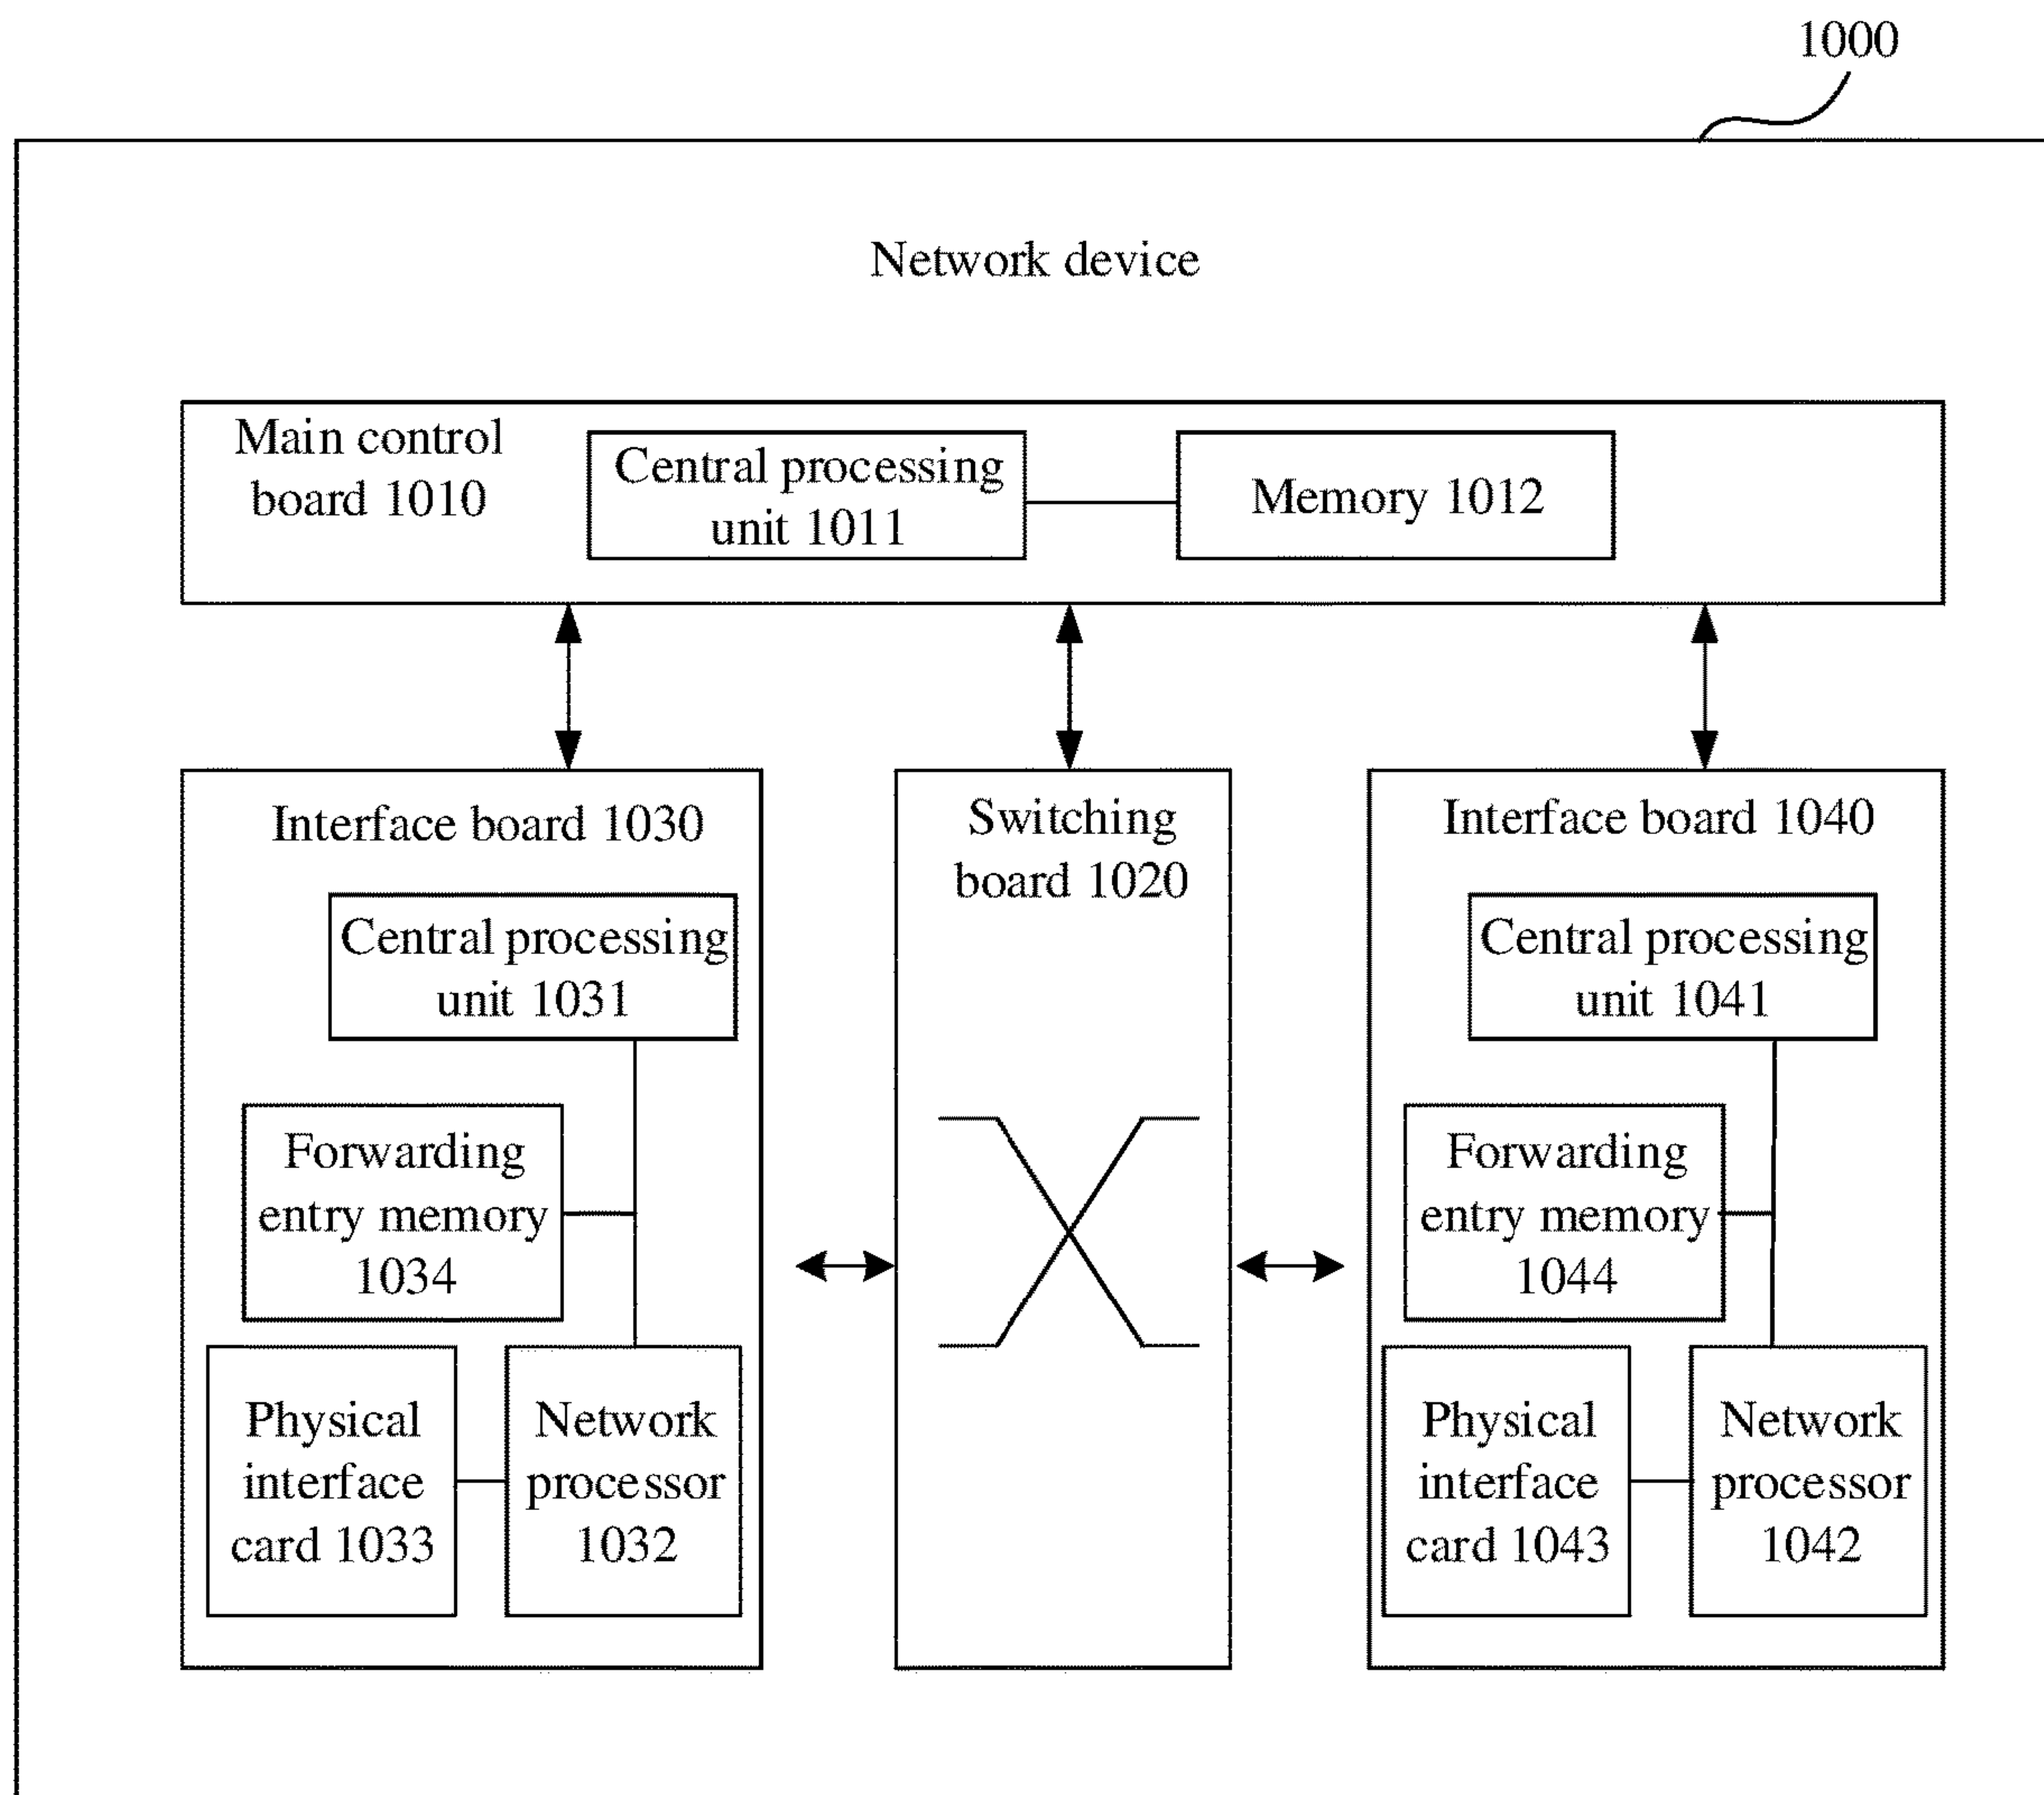 1000
Network device
Main control
board 1010
Central processing
unit 1011
Memory 1012
Interface board 1030
Central processing
unit 1031
Forwarding
entry memory
1034
Physical
interface
card 1033
Network
processor
1032
Switching
board 1020
Interface board 1040
Central processing
unit 1041
Forwarding
entry memory
1044
Physical
interface
card 1043
Network
processor
1042